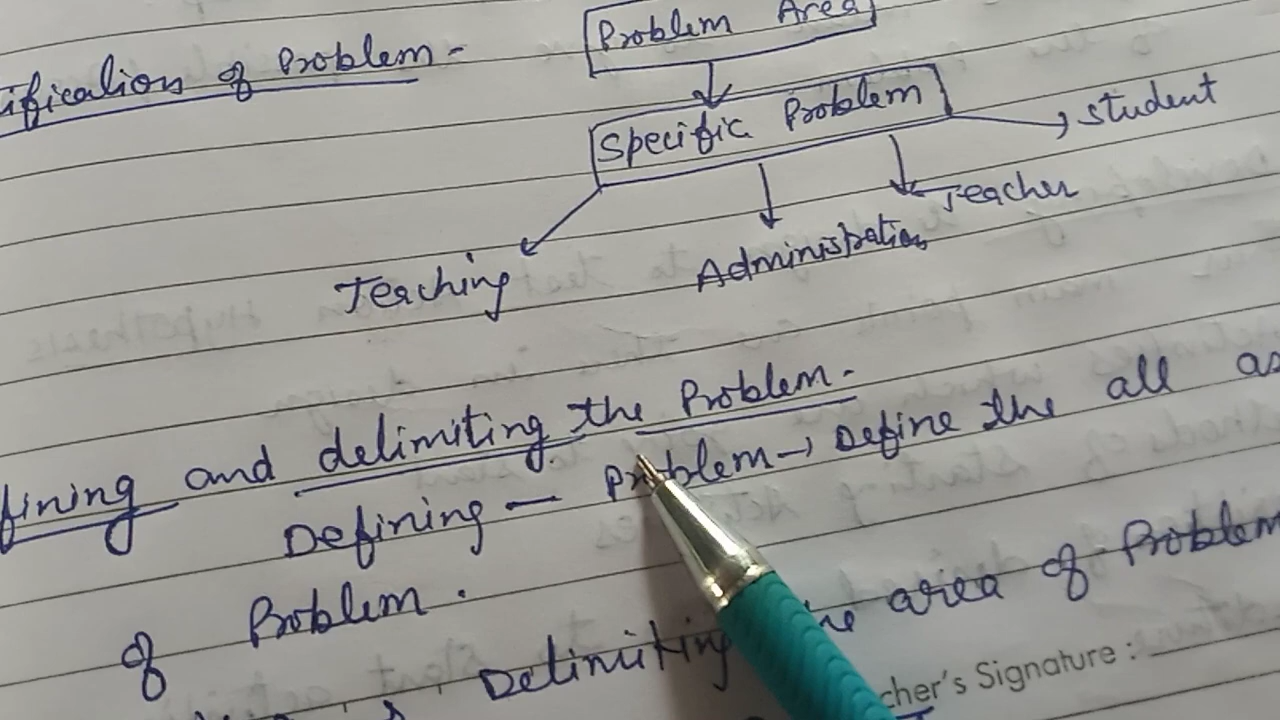 ification of Problem -
Problem Area
Specific Problem
student
Teacher
Administration
Teaching
fining and delimiting the Problem.-
Defining — Problem → Define the all as
of Problem.
Delimiting the area of Problem
cher's Signature :